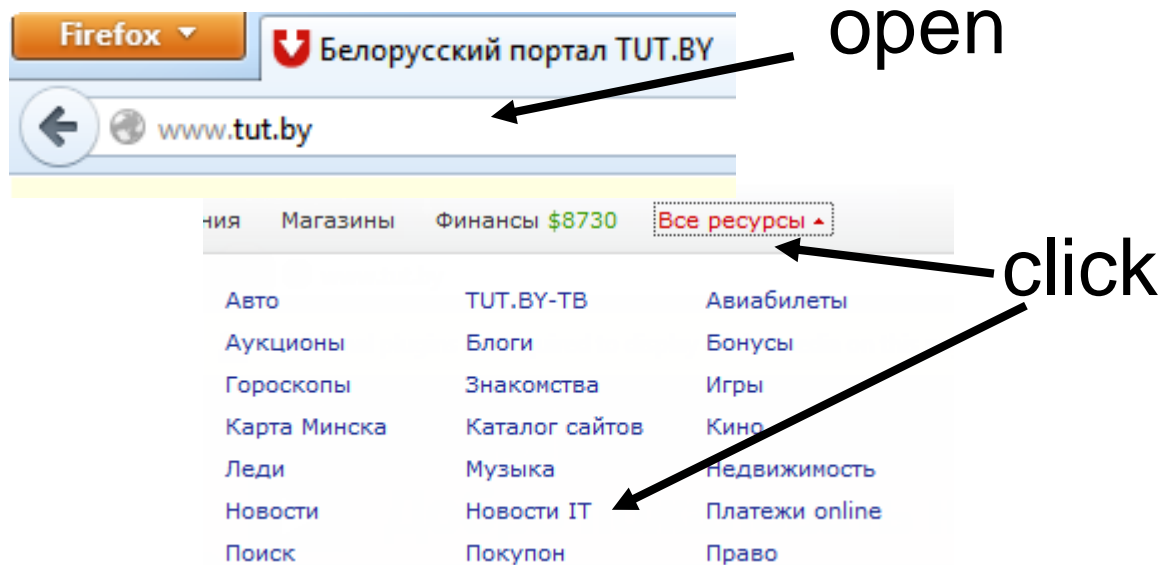 open
Firefox
Белорусский портал TUT.BY
www.tut.by
ния Магазины Финансы $8730 Все ресурсы
click
Авто TUT.BY-ТВ Авиабилеты
Аукционы Блоги Бонусы
Гороскопы Знакомства Игры
Карта Минска Каталог сайтов Кино
Леди Музыка Недвижимость
Новости Новости IT Платежи online
Поиск Покупон Право